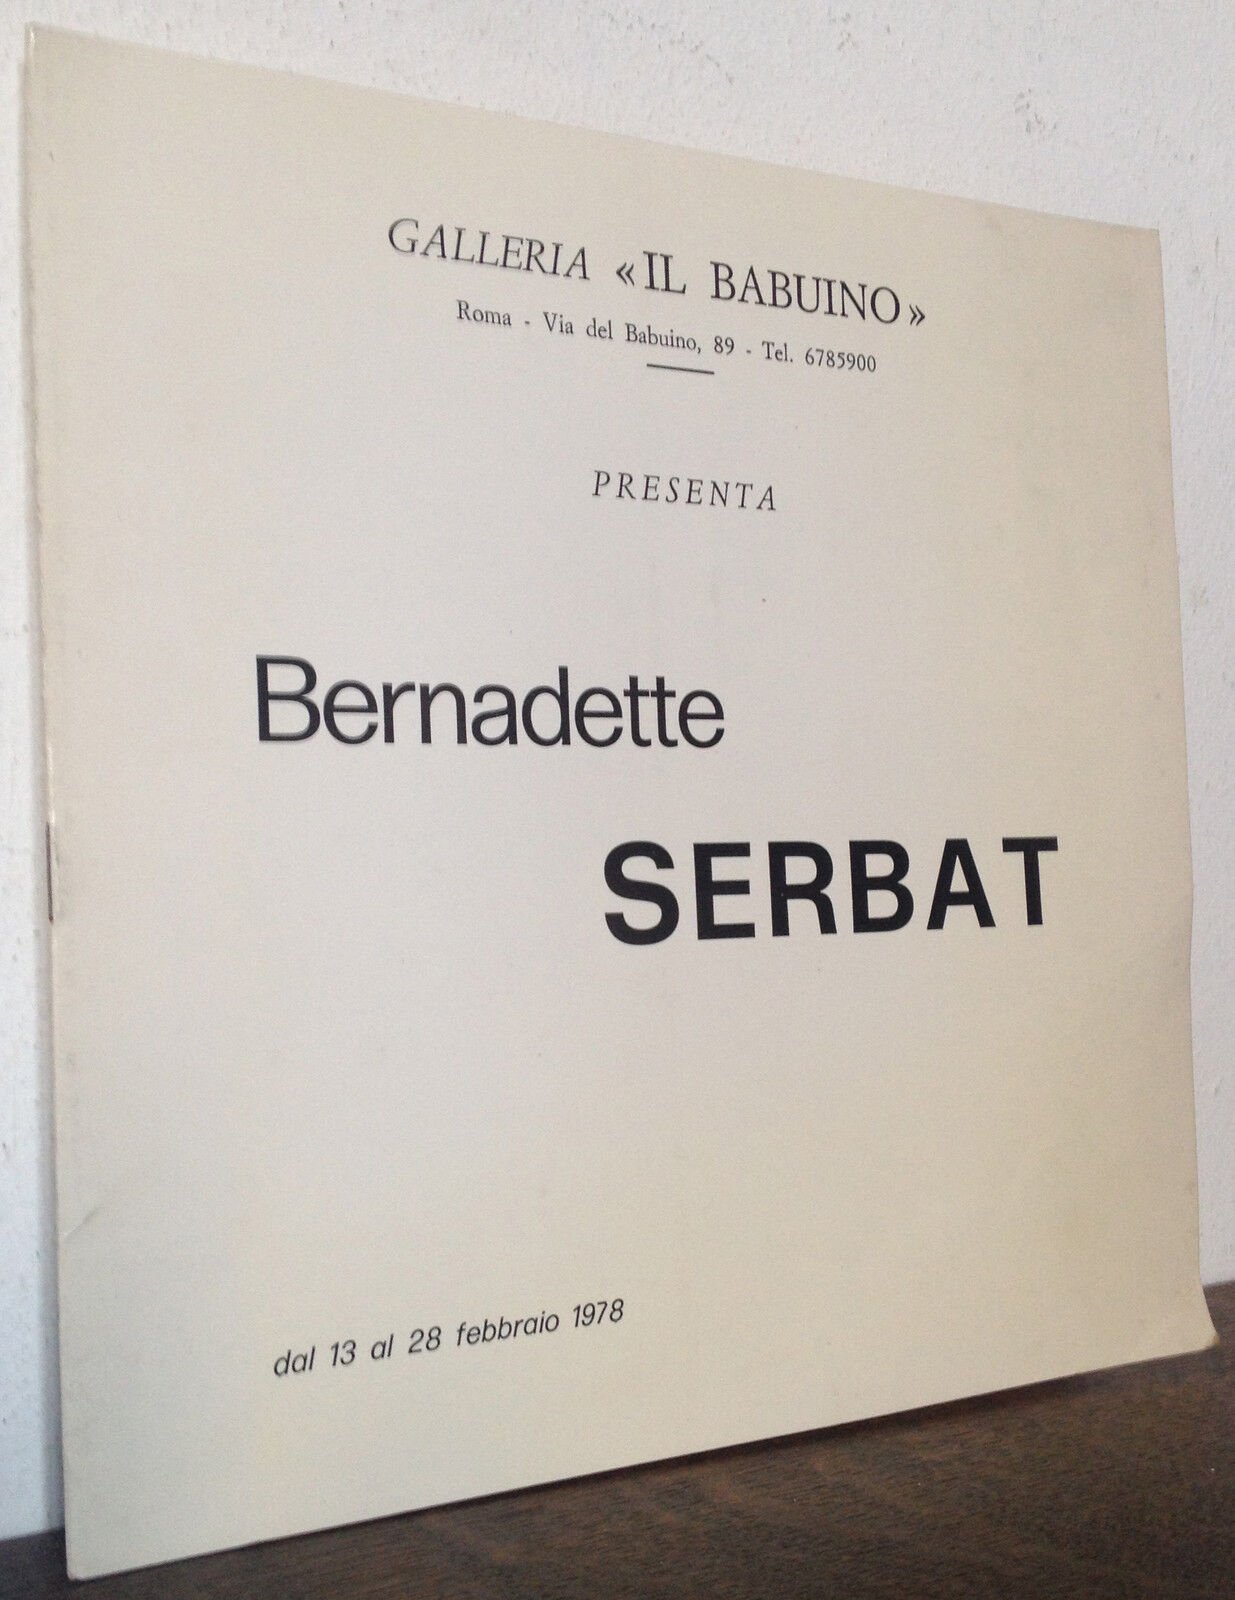 GALLERIA «IL BABUINO»
Roma - Via del Babuino, 89 - Tel. 6785900
PRESENTA
Bernadette
SERBAT
dal 13 al 28 febbraio 1978